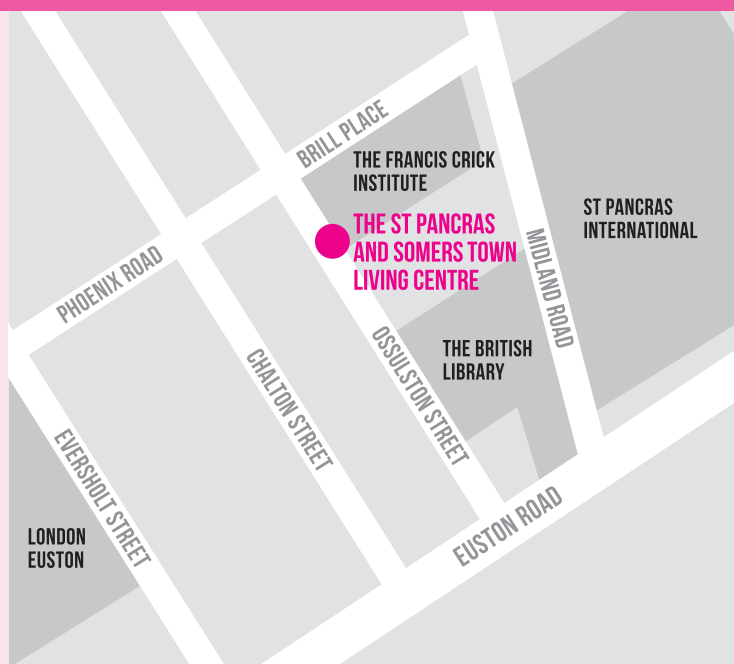 BRILL PLACE
THE FRANCIS CRICK
INSTITUTE
ST PANCRAS
INTERNATIONAL
THE ST PANCRAS
AND SOMERS TOWN
LIVING CENTRE
MIDLAND ROAD
PHOENIX ROAD
CHALTON STREET
OSSULSTON STREET
THE BRITISH
LIBRARY
EVERSHOLT STREET
EUSTON ROAD
LONDON
EUSTON